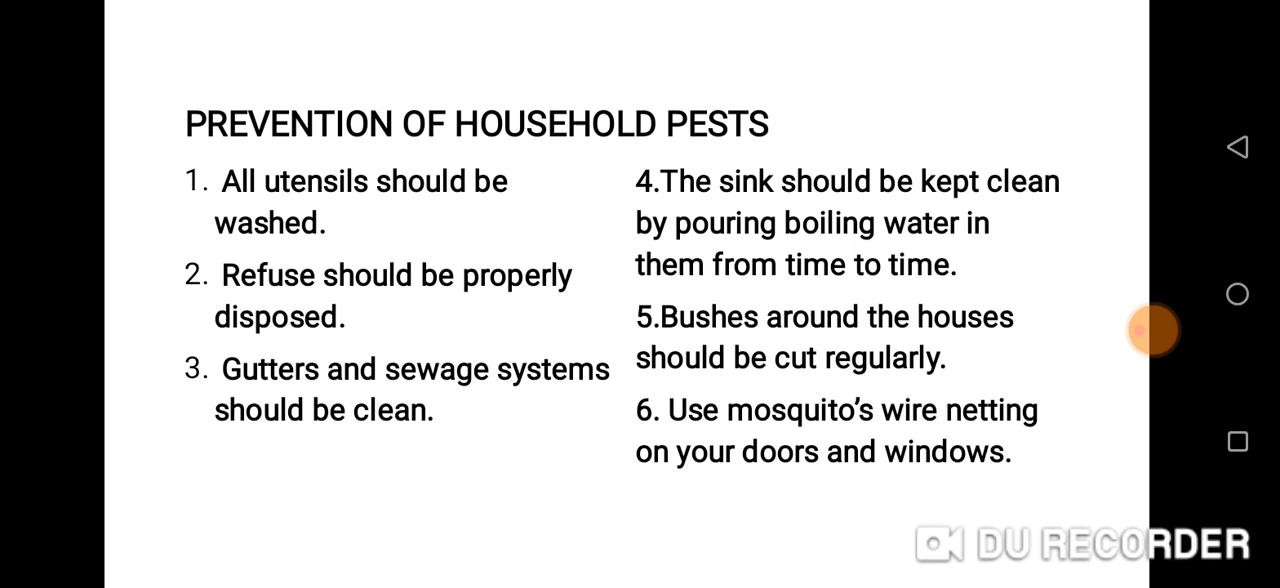 PREVENTION OF HOUSEHOLD PESTS
1. All utensils should be
washed.
2. Refuse should be properly
disposed.
3. Gutters and sewage systems
should be clean.
4.The sink should be kept clean
by pouring boiling water in
them from time to time.
5.Bushes around the houses
should be cut regularly.
6. Use mosquito’s wire netting
on your doors and windows.
DU RECORDER